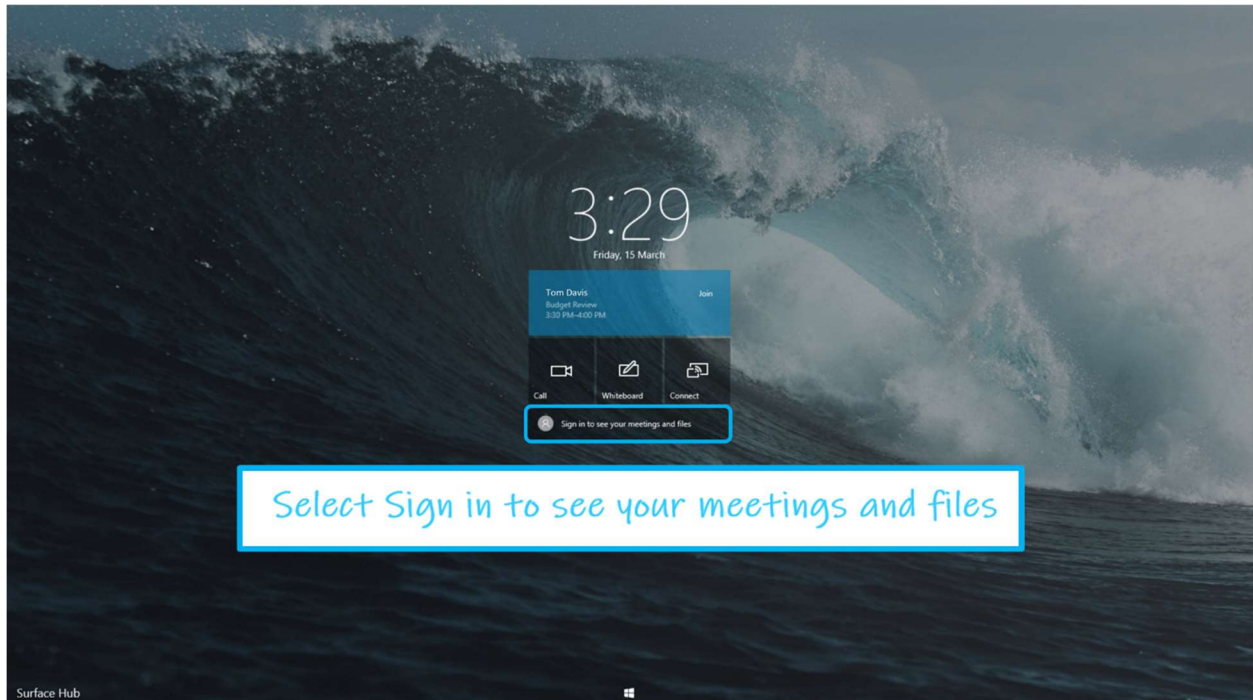 3:29
Friday, 15 March
Tom Davis
Join
Budget Review
3:30 PM–4:00 PM
Call
Whiteboard
Connect
Sign in to see your meetings and files
Select Sign in to see your meetings and files
Surface Hub